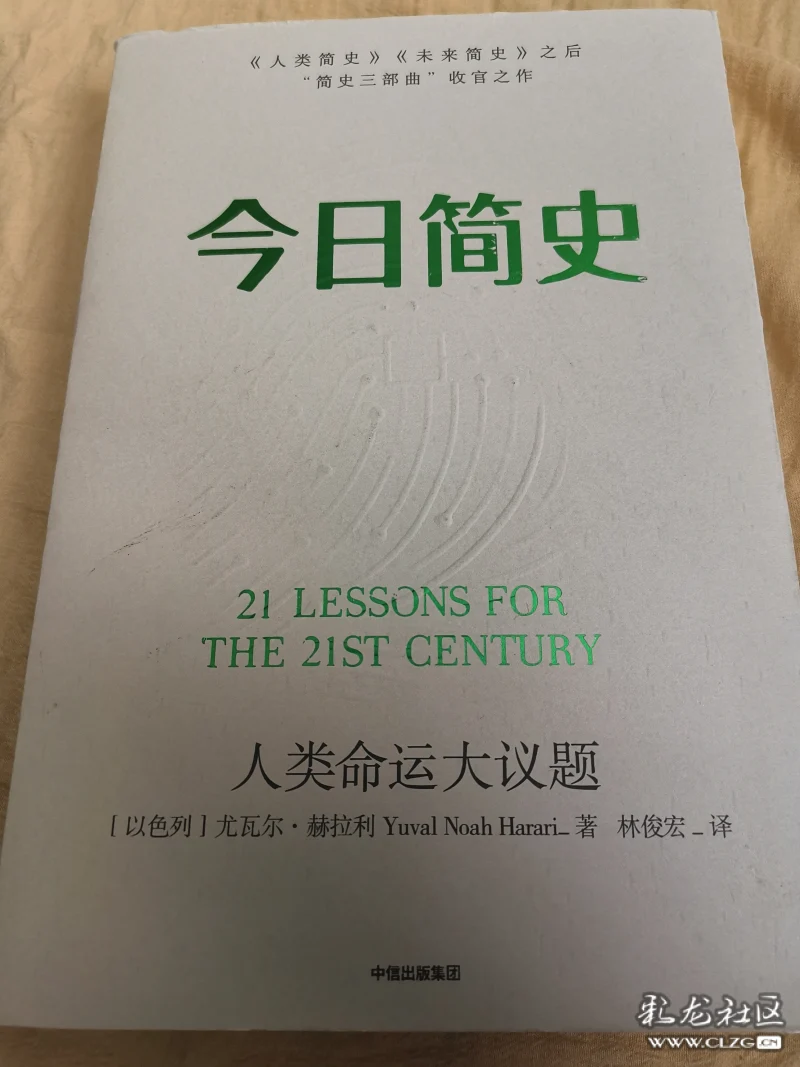 《人类简史》《未来简史》之后
“简史三部曲”收官之作
今日简史
21 LESSONS FOR
THE 21ST CENTURY
人类命运大议题
[以色列]尤瓦尔·赫拉利 Yuval Noah Harari_著 林俊宏_译
中信出版集团
彩龙社区
www.CLZG.CN